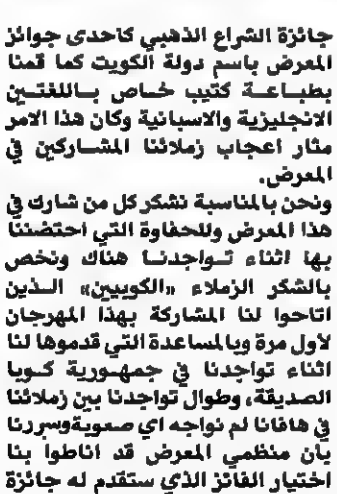 جائزة الشراع الذهبي كاحدى جوائز
المعرض باسم دولة الكويت كما قمنا
بطباعة كتيب خاص باللغتين
الانجليزية والاسبانية وكان هذا الامر
مثار اعجاب زملائنا المشاركين في
المعرض.
ونحن بالمناسبة نشكر كل من شارك في
هذا المعرض وللحفاوة التي احتضننا
بها اثناء تواجدنا هناك ونخص
بالشكر الزملاء «الكوبيين» الذين
اتاحوا لنا المشاركة بهذا المهرجان
لاول مرة وبالمساعدة التي قدموها لنا
اثناء تواجدنا في جمهورية كوبا
الصديقة، وطوال تواجدنا بين زملائنا
في هافانا لم نواجه اي صعوبة وسررنا
بان منظمي المعرض قد اناطوا بنا
اختيار الفائز الذي ستقدم له جائزة